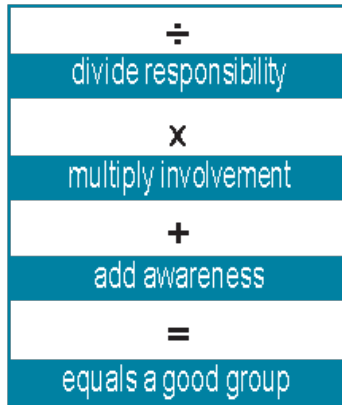 ÷
divide responsibility
x
multiply involvement
+
add awareness
=
equals a good group